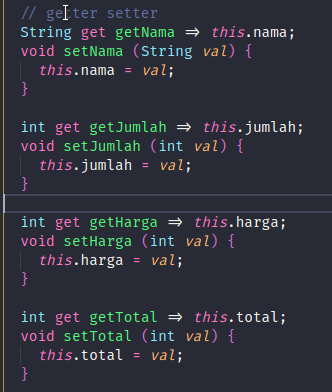 // getter setter
String get getNama => this.nama;
void setNama (String val) {
this.nama = val;
}
int get getJumlah => this.jumlah;
void setJumlah (int val) {
this.jumlah = val;
}
int get getHarga => this.harga;
void setHarga (int val) {
this.harga = val;
}
int get getTotal => this.total;
void setTotal (int val) {
this.total = val;
}